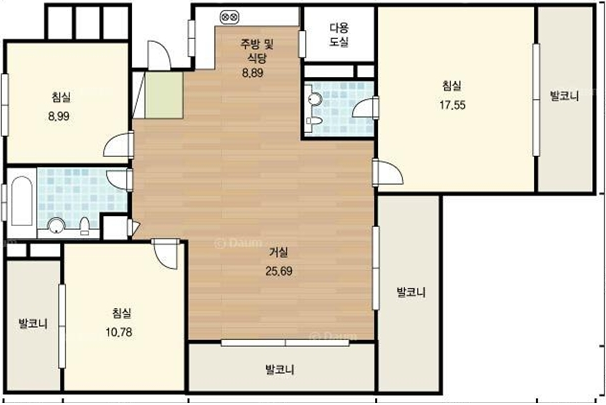 주방 및
식당
8.89
다용
도실
침실
8.99
침실
17.55
발코니
거실
25.69
침실
10.78
발코니
발코니
발코니
© Daum
© Daum